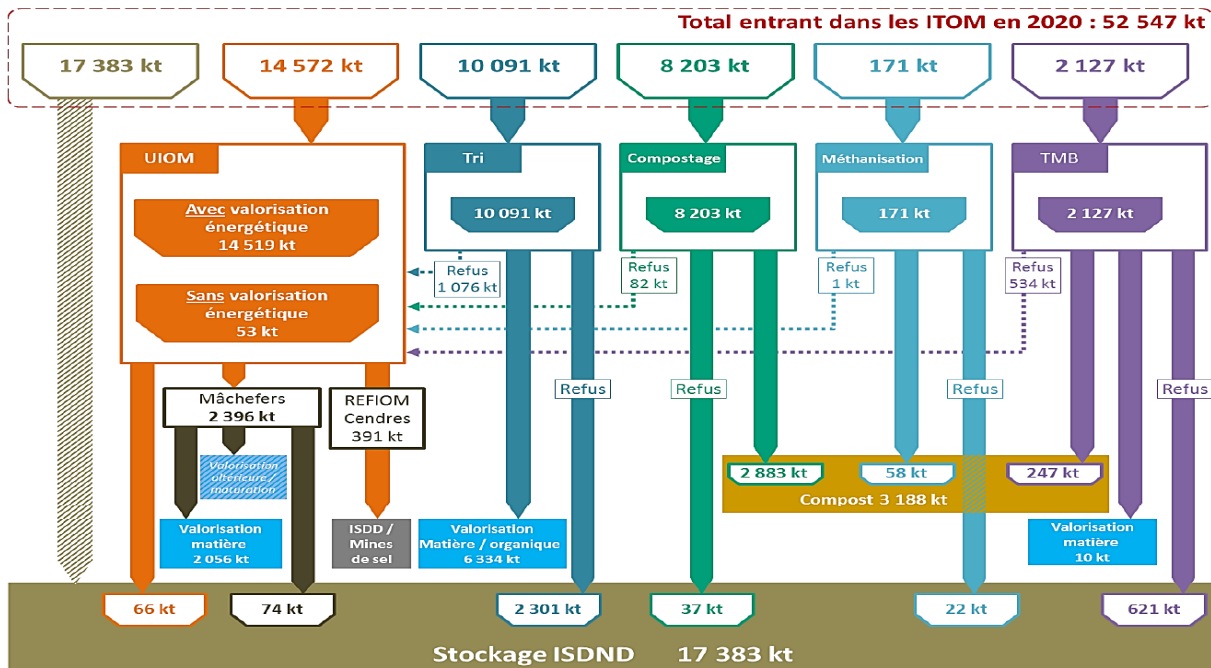 Total entrant dans les ITOM en 2020 : 52 547 kt
17 383 kt
14 572 kt
10 091 kt
8 203 kt
171 kt
2 127 kt
UIOM
Avec valorisation
énergétique
14 519 kt
Sans valorisation
énergétique
53 kt
Tri
10 091 kt
Compostage
8 203 kt
Méthanisation
171 kt
TMB
2 127 kt
Refus
1 076 kt
Refus
82 kt
Refus
1 kt
Refus
534 kt
Mâchefers
2 396 kt
REFIOM
Cendres
391 kt
Refus
Refus
Refus
Refus
Valorisation
ultérieure /
maturation
2 883 kt
58 kt
247 kt
Compost 3 188 kt
Valorisation
matière
2 056 kt
ISDD /
Mines
de sel
Valorisation
Matière / organique
6 334 kt
Valorisation
matière
10 kt
66 kt
74 kt
2 301 kt
37 kt
22 kt
621 kt
Stockage ISDND 17 383 kt